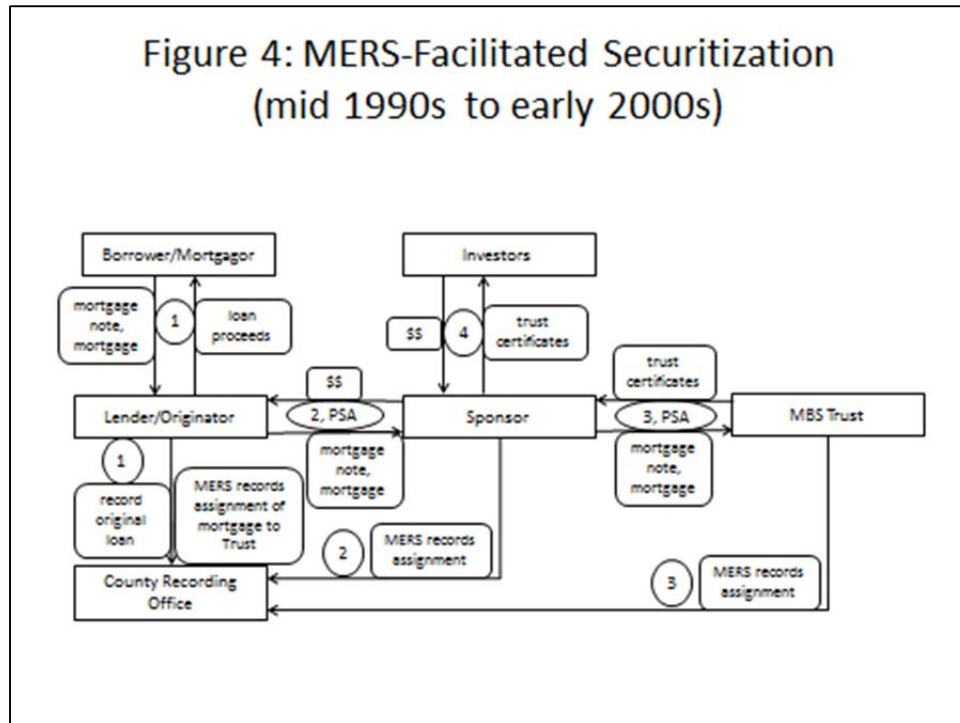 Figure 4: MERS-Facilitated Securitization
(mid 1990s to early 2000s)
Borrower/Mortgagor
Investors
mortgage
note,
mortgage
1
loan
proceeds
$$
4
trust
certificates
trust
certificates
$$
Lender/Originator
2, PSA
Sponsor
3, PSA
MBS Trust
mortgage
note,
mortgage
mortgage
note,
mortgage
1
record
original
loan
MERS records
assignment of
mortgage to
Trust
2
MERS records
assignment
3
MERS records
assignment
County Recording
Office